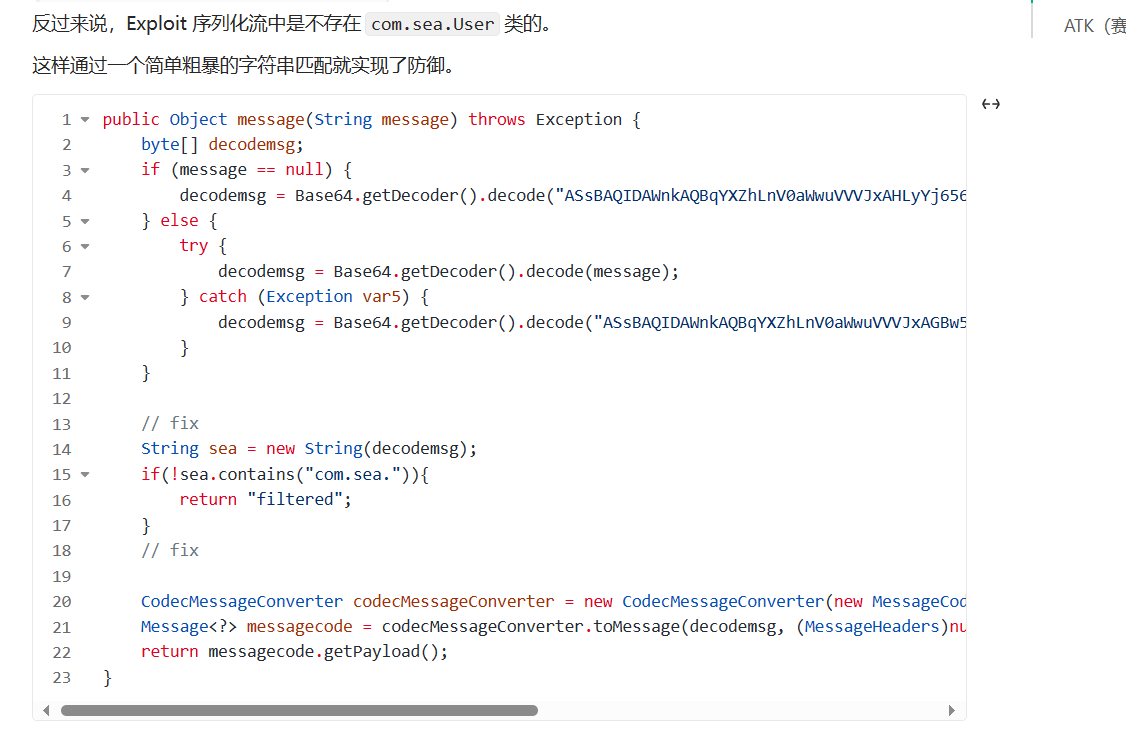 反过来说，Exploit 序列化流中是不存在 com.sea.User 类的。
ATK（赛
这样通过一个简单粗暴的字符串匹配就实现了防御。
1 public Object message(String message) throws Exception {
2     byte[] decodemsg;
3     if (message == null) {
4         decodemsg = Base64.getDecoder().decode("ASsBAQIDAWnkAQBqYXZhLnV0aWwuVVVJxAHLyYj656
5     } else {
6         try {
7             decodemsg = Base64.getDecoder().decode(message);
8         } catch (Exception var5) {
9             decodemsg = Base64.getDecoder().decode("ASsBAQIDAWnkAQBqYXZhLnV0aWwuVVVJxAGBw5
10         }
11     }
12
13     // fix
14     String sea = new String(decodemsg);
15     if(!sea.contains("com.sea.")){
16         return "filtered";
17     }
18     // fix
19
20     CodecMessageConverter codecMessageConverter = new CodecMessageConverter(new MessageCod
21     Message<?> messagecode = codecMessageConverter.toMessage(decodemsg, (MessageHeaders)nu
22     return messagecode.getPayload();
23 }